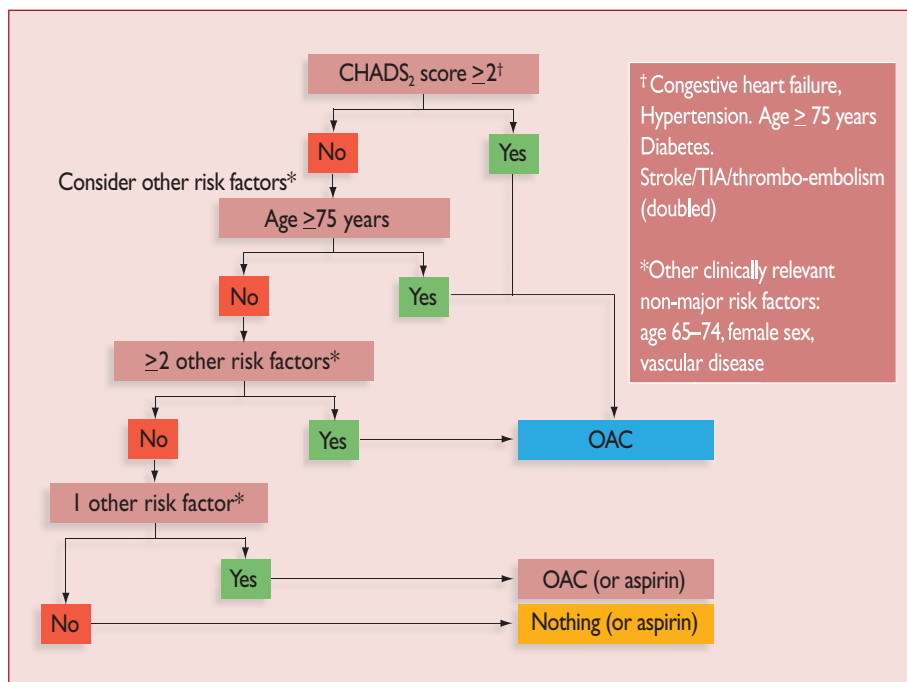 CHADS₂ score ≥2†
No
Yes
Consider other risk factors*
Age ≥75 years
No
Yes
≥2 other risk factors*
No
Yes
OAC
1 other risk factor*
Yes
OAC (or aspirin)
No
Nothing (or aspirin)
† Congestive heart failure,
Hypertension. Age ≥ 75 years
Diabetes.
Stroke/TIA/thrombo-embolism
(doubled)
*Other clinically relevant
non-major risk factors:
age 65–74, female sex,
vascular disease